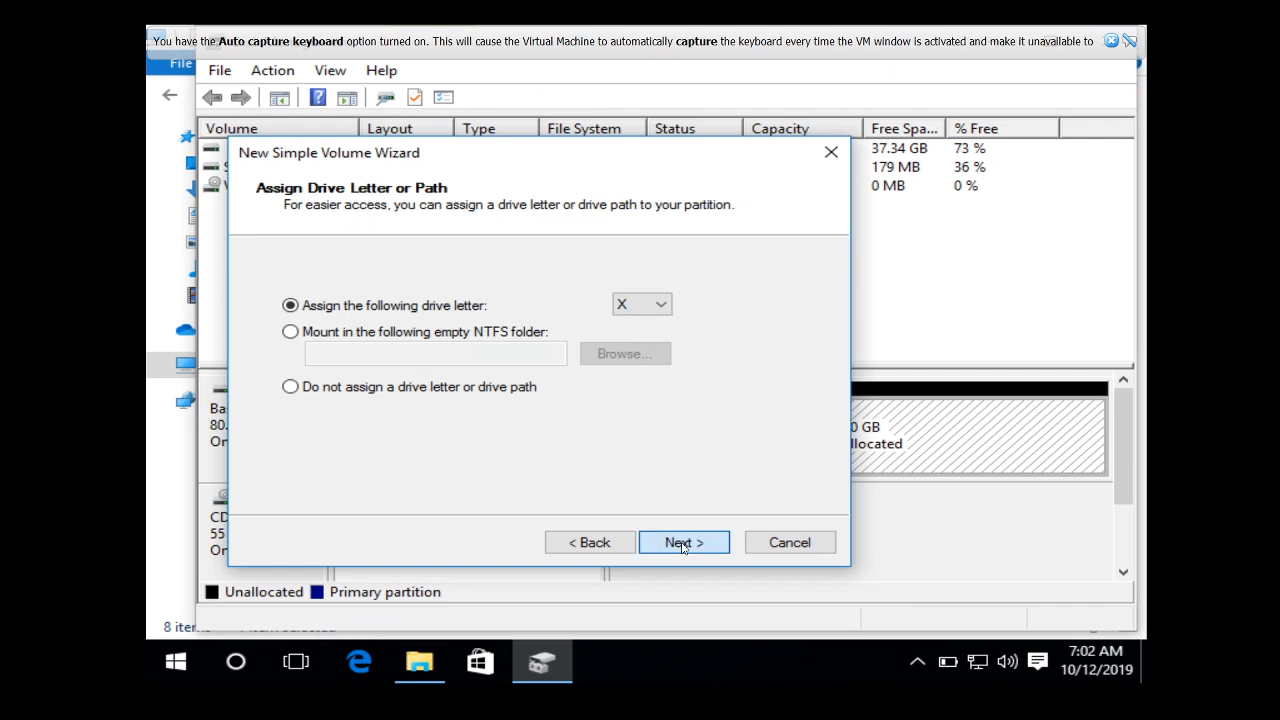 You have the Auto capture keyboard option turned on. This will cause the Virtual Machine to automatically capture the keyboard every time the VM window is activated and make it unavailable to
File
File Action View Help
Volume Layout Type File System Status Capacity Free Spa... % Free
37.34 GB 73 %
179 MB 36 %
0 MB 0 %
New Simple Volume Wizard
Assign Drive Letter or Path
For easier access, you can assign a drive letter or drive path to your partition.
Assign the following drive letter: X
Mount in the following empty NTFS folder:
Browse...
Do not assign a drive letter or drive path
< Back Next > Cancel
Ba
80.
On
0 GB
llocated
CD
55
On
Unallocated Primary partition
8 iten
7:02 AM
10/12/2019